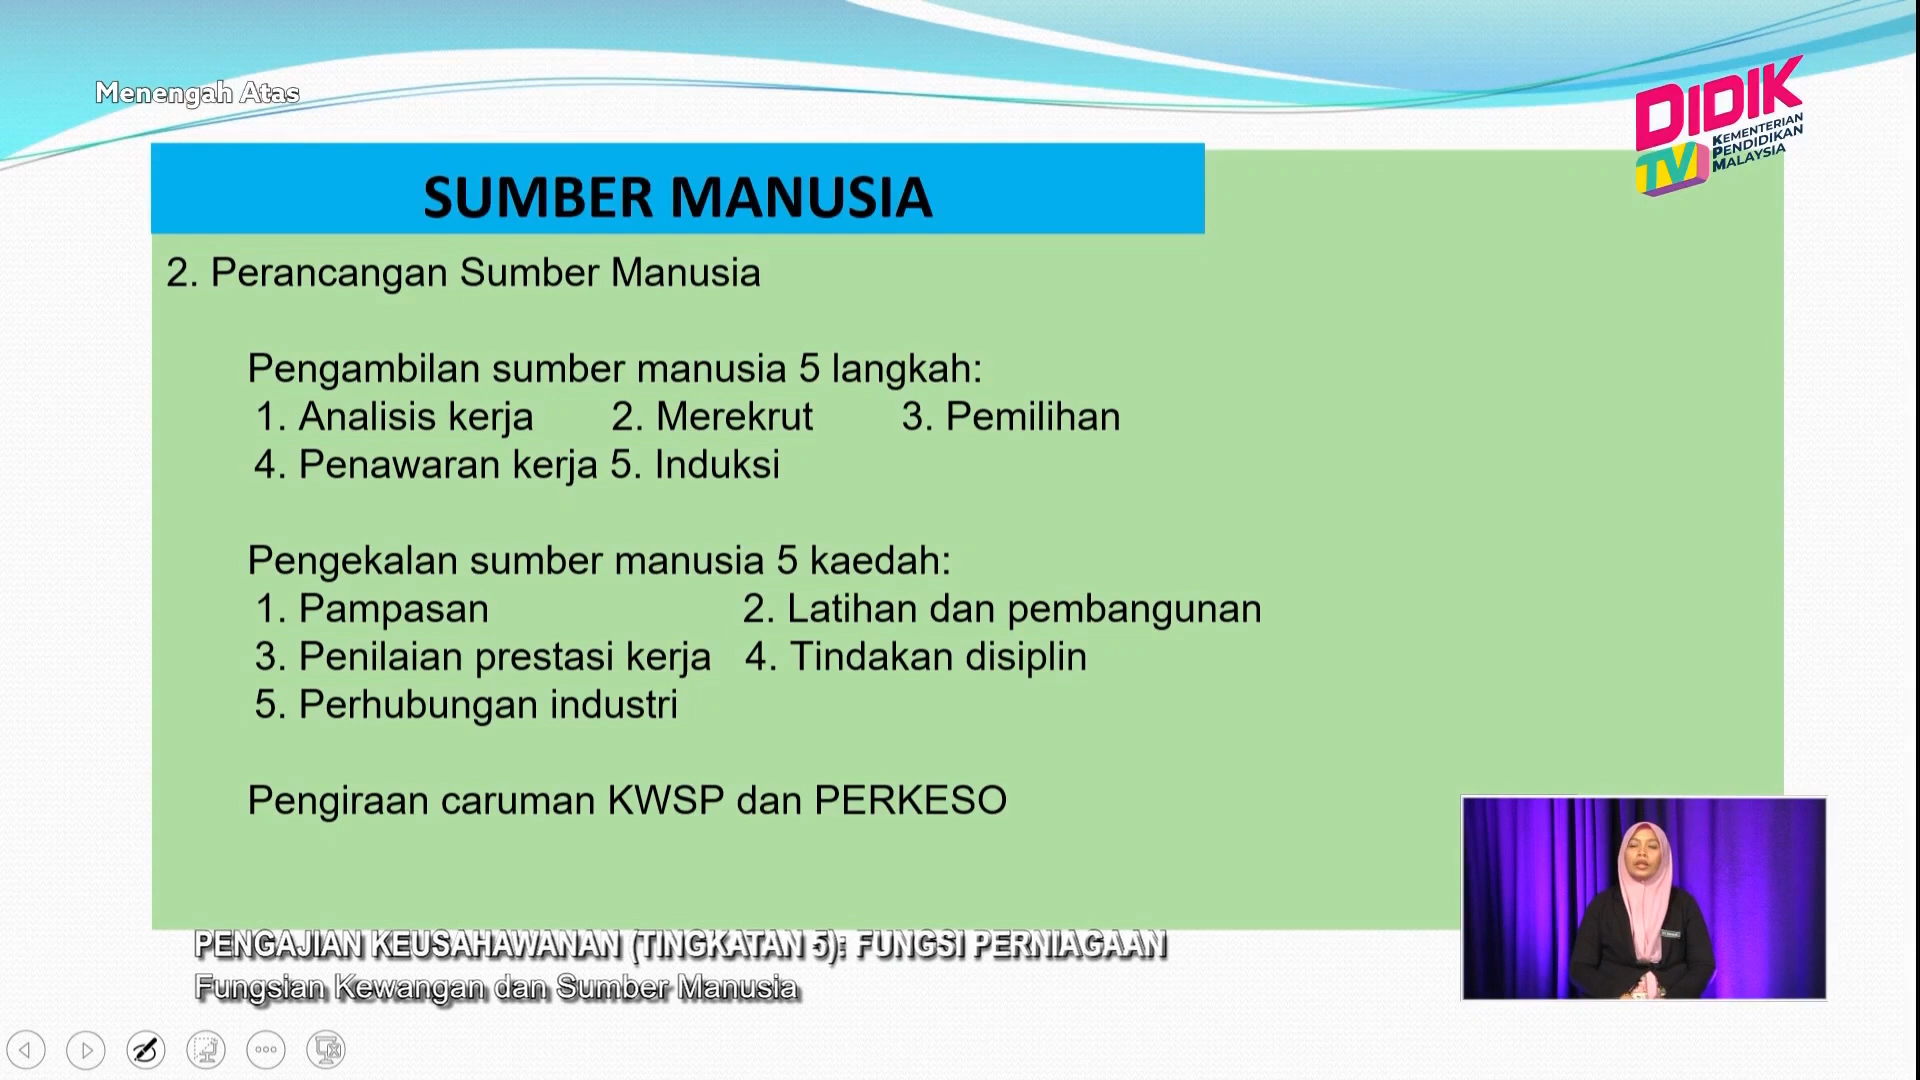 Menengah Atas
DIDIK
TV
KEMENTERIAN
PENDIDIKAN
MALAYSIA
SUMBER MANUSIA
2. Perancangan Sumber Manusia
Pengambilan sumber manusia 5 langkah:
1. Analisis kerja 2. Merekrut 3. Pemilihan
4. Penawaran kerja 5. Induksi
Pengekalan sumber manusia 5 kaedah:
1. Pampasan 2. Latihan dan pembangunan
3. Penilaian prestasi kerja 4. Tindakan disiplin
5. Perhubungan industri
Pengiraan caruman KWSP dan PERKESO
PENGAJIAN KEUSAHAWANAN (TINGKATAN 5): FUNGSI PERNIAGAAN
Fungsian Kewangan dan Sumber Manusia